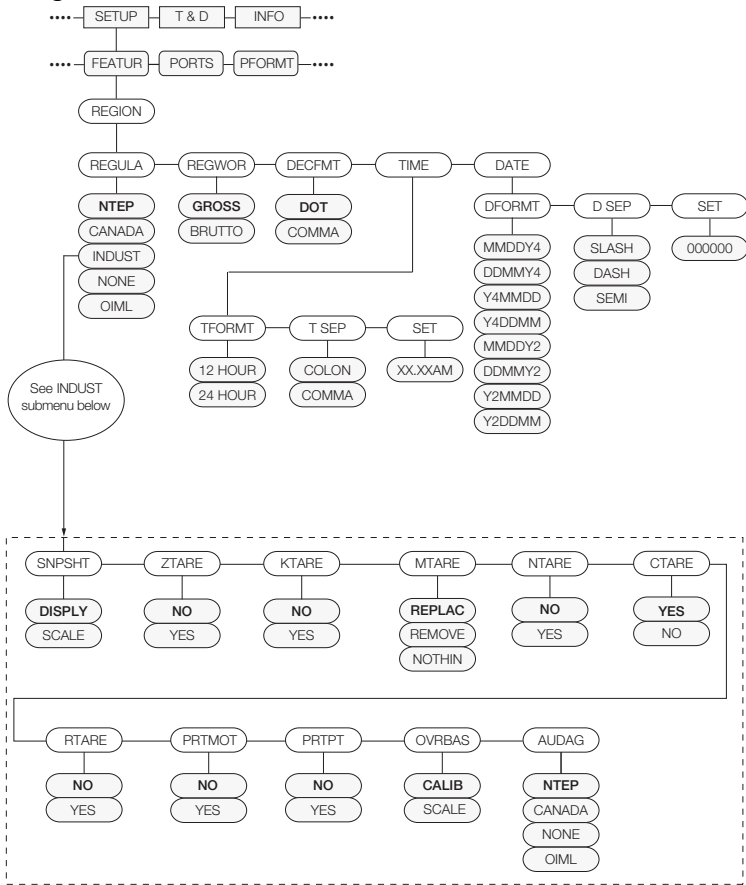 SETUP T & D INFO
FEATUR PORTS PFORMT
REGION
REGULA REGWOR DECFMT TIME DATE
NTEP GROSS DOT DFORMT D SEP SET
CANADA BRUTTO COMMA MMDDY4 SLASH 000000
INDUST DDMMY4 DASH
NONE Y4MMDD SEMI
OIML Y4DDMM
TFORMT T SEP SET MMDDY2
12 HOUR COLON XX.XXAM DDMMY2
24 HOUR COMMA Y2MMDD
Y2DDMM
See INDUST
submenu below
SNPSHT ZTARE KTARE MTARE NTARE CTARE
DISPLY NO NO REPLAC NO YES
SCALE YES YES REMOVE YES NO
NOTHIN
RTARE PRTMOT PRTPT OVRBAS AUDAG
NO NO NO CALIB NTEP
YES YES YES SCALE CANADA
NONE
OIML